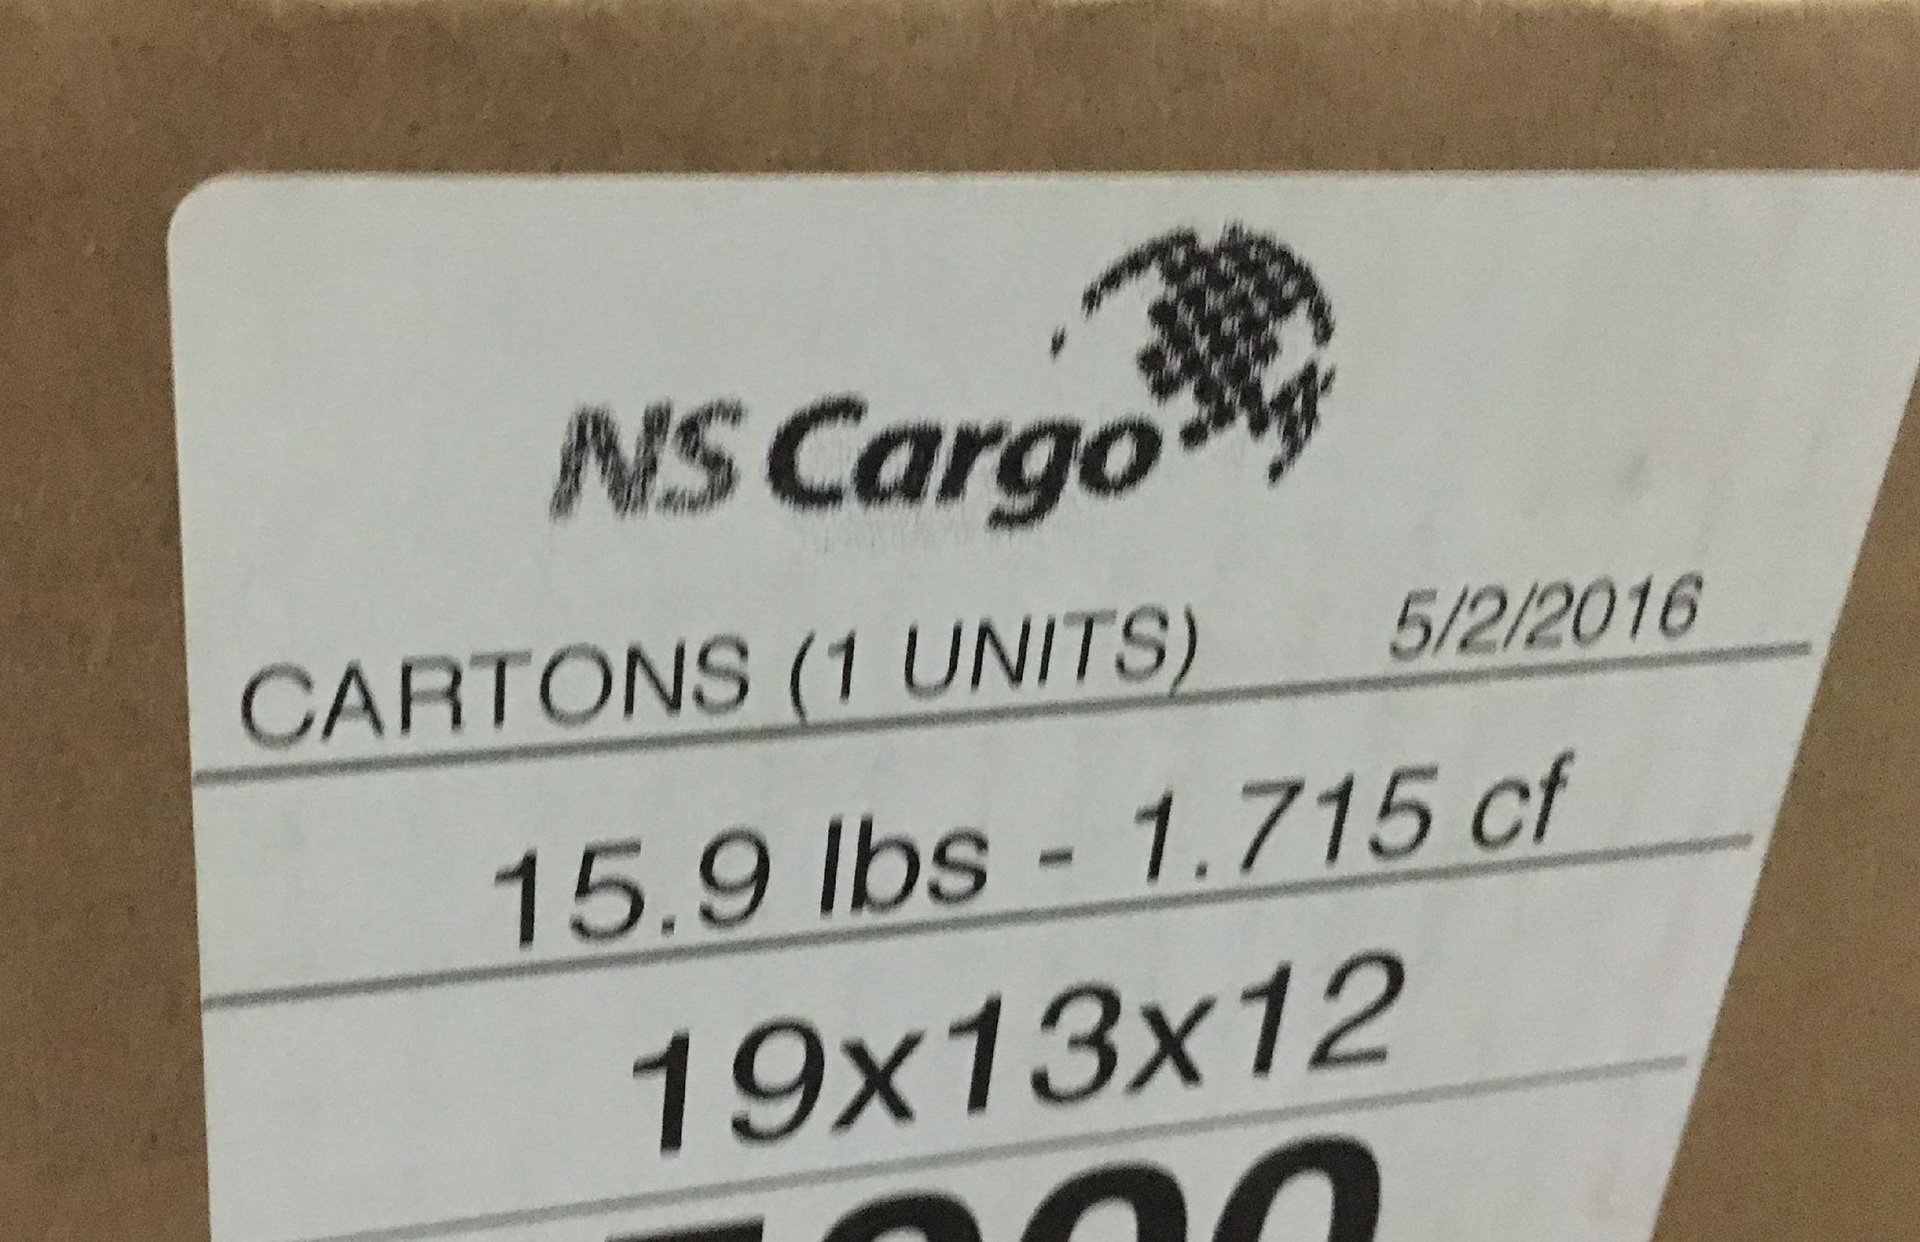 NS Cargo
CARTONS (1 UNITS) 5/2/2016
15.9 lbs - 1.715 cf
19x13x12